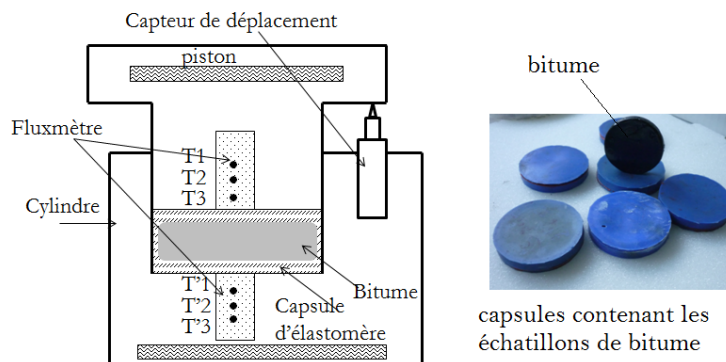 Capteur de déplacement
piston
Fluxmètre
T1
T2
T3
Cylindre
T'1
T'2
T'3
Bitume
Capsule
d'élastomère
bitume
capsules contenant les
échatillons de bitume